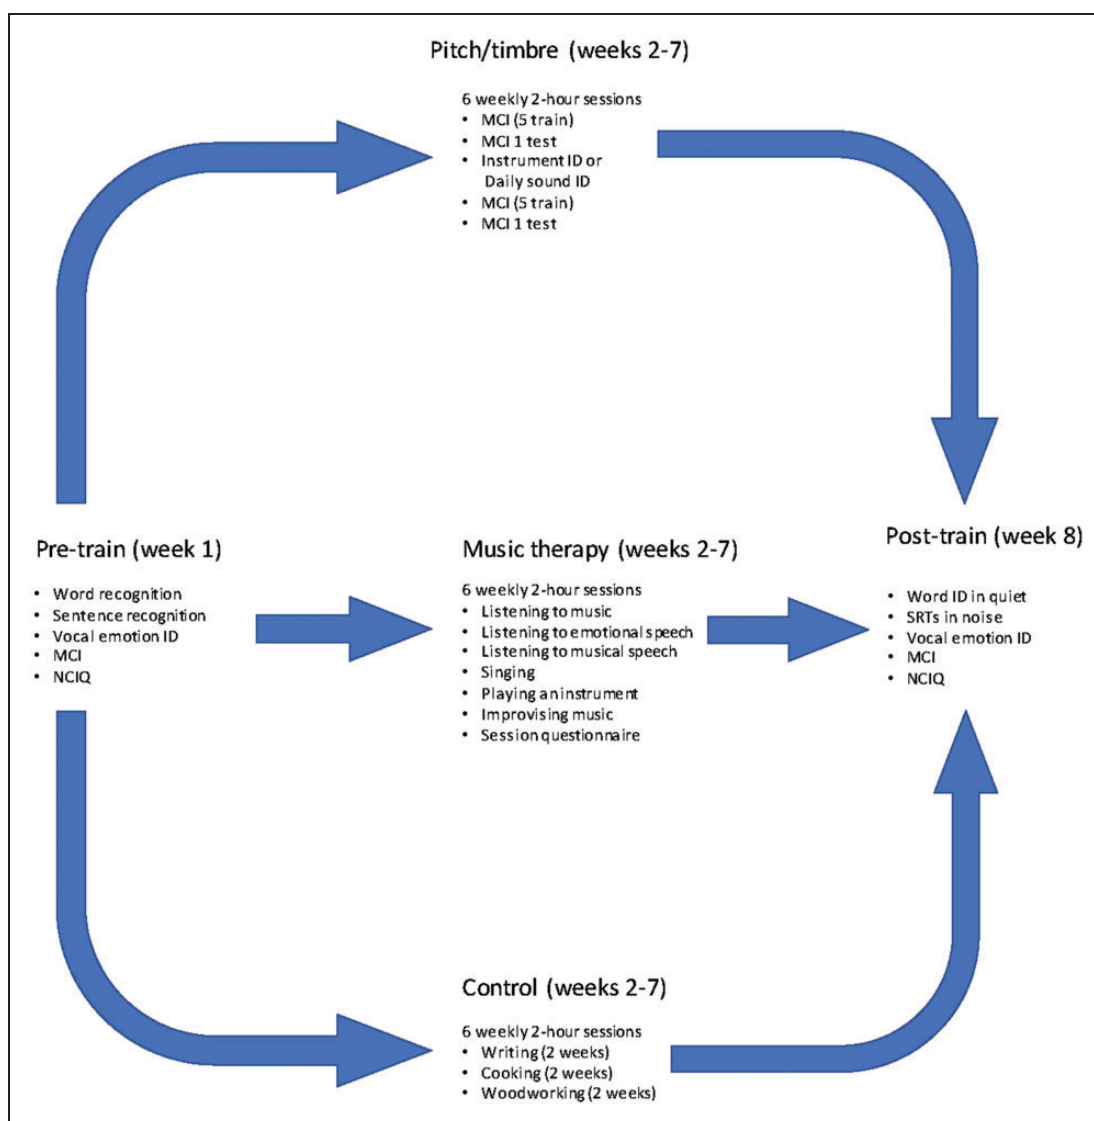 Pitch/timbre (weeks 2-7)
6 weekly 2-hour sessions
• MCI (5 train)
• MCI 1 test
• Instrument ID or
Daily sound ID
• MCI (5 train)
• MCI 1 test
Pre-train (week 1)
• Word recognition
• Sentence recognition
• Vocal emotion ID
• MCI
• NCIQ
Music therapy (weeks 2-7)
6 weekly 2-hour sessions
• Listening to music
• Listening to emotional speech
• Listening to musical speech
• Singing
• Playing an instrument
• Improvising music
• Session questionnaire
Post-train (week 8)
• Word ID in quiet
• SRTs in noise
• Vocal emotion ID
• MCI
• NCIQ
Control (weeks 2-7)
6 weekly 2-hour sessions
• Writing (2 weeks)
• Cooking (2 weeks)
• Woodworking (2 weeks)